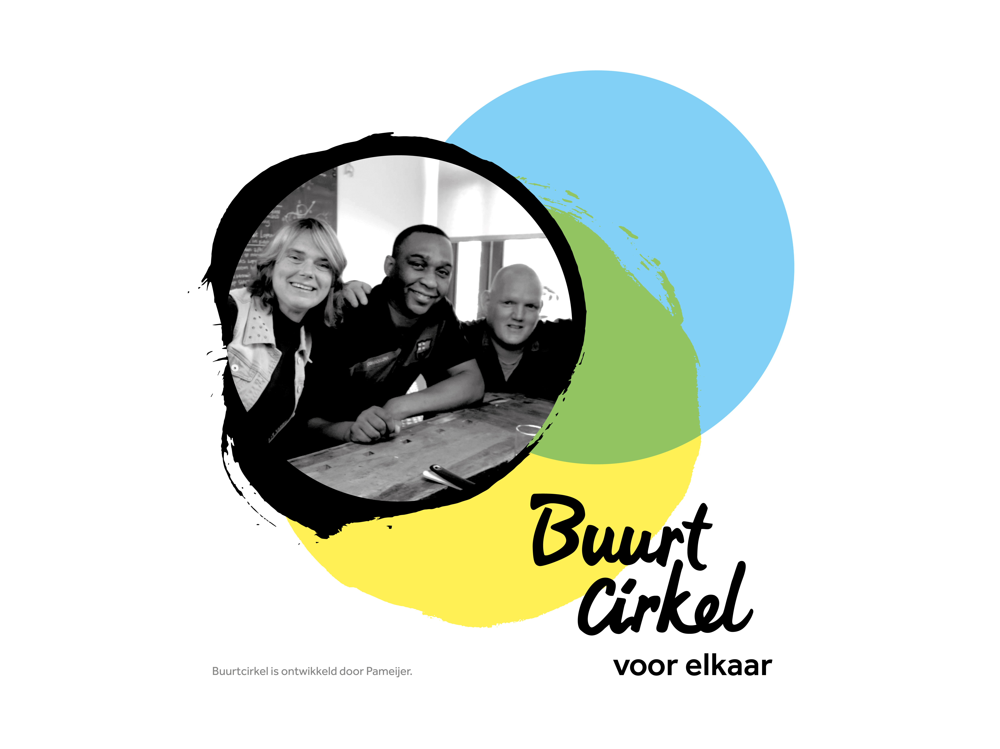 Buurt
Cirkel
voor elkaar
Buurtcirkel is ontwikkeld door Pameijer.